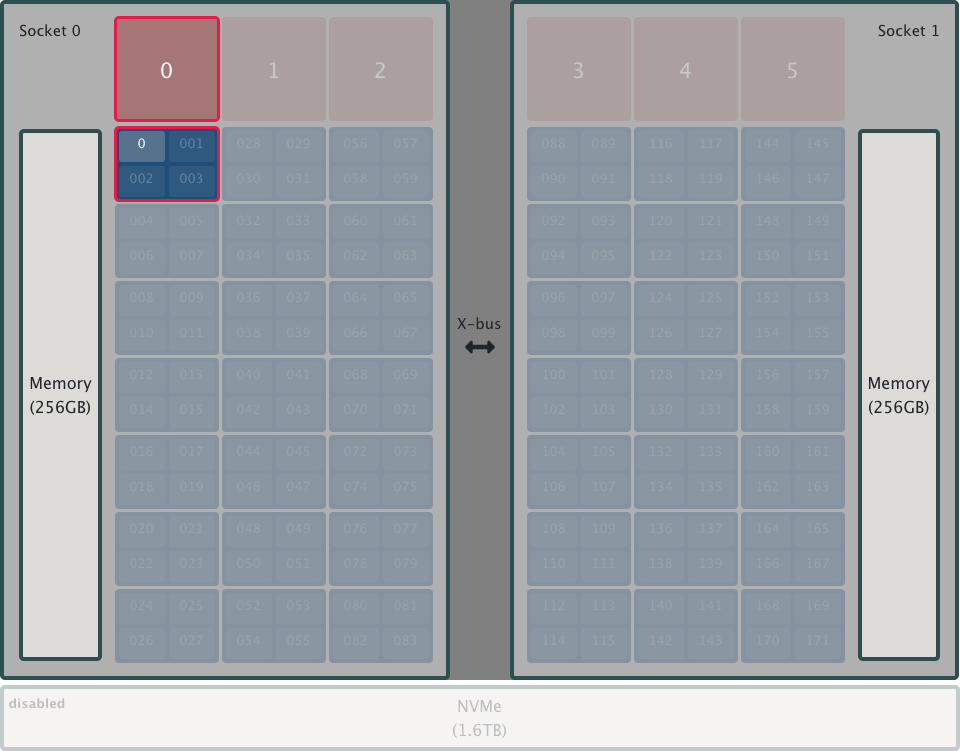 Socket 0
0 1 2
Memory
(256GB)
0 001 028 029 056 057
002 003 030 031 058 059
004 005 032 033 060 061
006 007 034 035 062 063
008 009 036 037 064 065
010 011 038 039 066 067
012 013 040 041 068 069
014 015 042 043 070 071
016 017 044 045 072 073
018 019 046 047 074 075
020 021 048 049 076 077
022 023 050 051 078 079
024 025 052 053 080 081
026 027 054 055 082 083
X-bus
Socket 1
3 4 5
088 089 116 117 144 145
090 091 118 119 146 147
092 093 120 121 148 149
094 095 122 123 150 151
096 097 124 125 152 153
098 099 126 127 154 155
100 101 128 129 156 157
102 103 130 131 158 159
104 105 132 133 160 161
106 107 134 135 162 163
108 109 136 137 164 165
110 111 138 139 166 167
112 113 140 141 168 169
114 115 142 143 170 171
Memory
(256GB)
disabled
NVMe
(1.6TB)